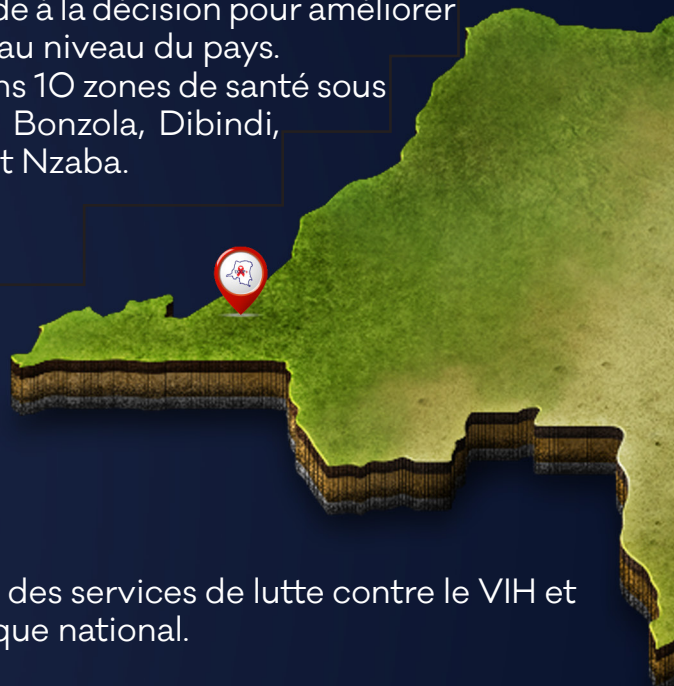 de à la décision pour améliorer
au niveau du pays.
ns 10 zones de santé sous
Bonzola, Dibindi,
t Nzaba.
des services de lutte contre le VIH et
que national.